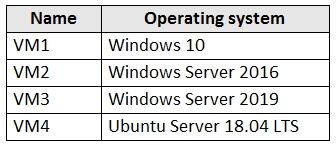 Name Operating system
VM1 Windows 10
VM2 Windows Server 2016
VM3 Windows Server 2019
VM4 Ubuntu Server 18.04 LTS